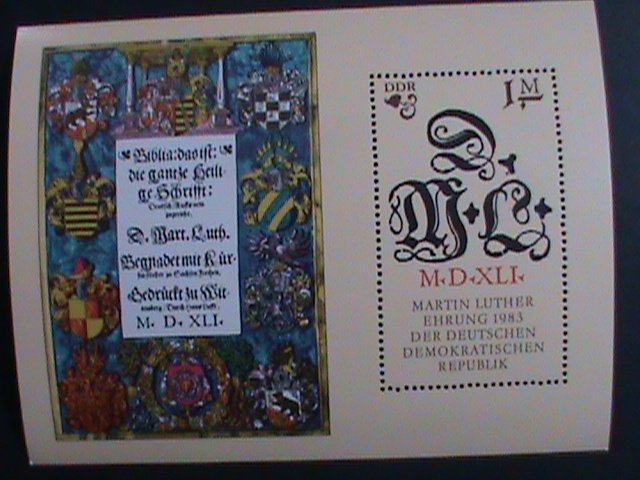 Biblia: das ist:
die gantze Heili-
ge Schrifft:
Deudsch
D. Mart. Luth.
Begnadet mit Kür-
Gedrückt zu Wit-
M. D. XLI.
DDR
1 M
D
M·L·
M·D·XLI·
MARTIN LUTHER
EHRUNG 1983
DER DEUTSCHEN
DEMOKRATISCHEN
REPUBLIK